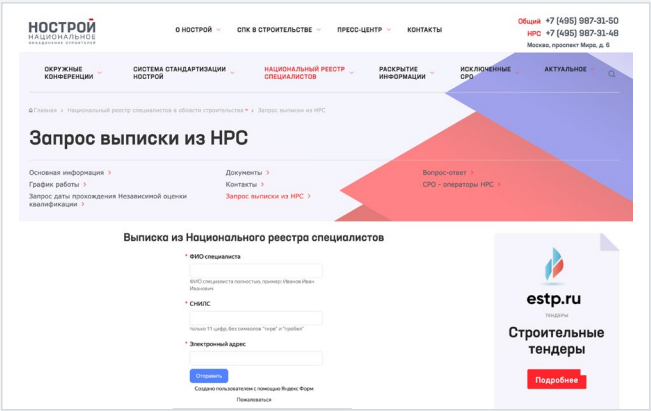 НОСТРОЙ
НАЦИОНАЛЬНОЕ
ОБЪЕДИНЕНИЕ СТРОИТЕЛЕЙ
О НОСТРОЙ
СПК В СТРОИТЕЛЬСТВЕ
ПРЕСС-ЦЕНТР
КОНТАКТЫ
Общий +7 (495) 987-31-50
НРС +7 (495) 987-31-48
Москва, проспект Мира, д. 6
ОКРУЖНЫЕ
КОНФЕРЕНЦИИ
СИСТЕМА СТАНДАРТИЗАЦИИ
НОСТРОЙ
НАЦИОНАЛЬНЫЙ РЕЕСТР
СПЕЦИАЛИСТОВ
РАСКРЫТИЕ
ИНФОРМАЦИИ
ИСКЛЮЧЕННЫЕ
СРО
АКТУАЛЬНОЕ
Главная > Национальный реестр специалистов в области строительства > Запрос выписки из НРС
Запрос выписки из НРС
Основная информация >
График работы >
Запрос даты прохождения Независимой оценки
квалификации >
Документы >
Контакты >
Запрос выписки из НРС >
Вопрос-ответ >
СРО - операторы НРС >
Выписка из Национального реестра специалистов
* ФИО специалиста
ФИО специалиста полностью, пример: Иванов Иван
Иванович
* СНИЛС
только 11 цифр, без символов "тире" и "пробел"
* Электронный адрес
Отправить
Создано пользователем с помощью Яндекс Форм
Пожаловаться
estp.ru
ТЕНДЕРЫ
Строительные
тендеры
Подробнее